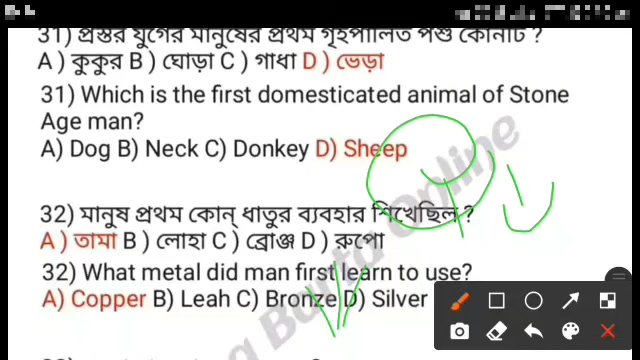 31) প্রস্তর যুগের মানুষের প্রথম গৃহপালিত পশু কোনটি ?
A ) কুকুর B ) ঘোড়া C ) গাধা D ) ভেড়া
31) Which is the first domesticated animal of Stone
Age man?
A) Dog B) Neck C) Donkey D) Sheep
32) মানুষ প্রথম কোন্ ধাতুর ব্যবহার শিখেছিল ?
A ) তামা B ) লোহা C ) ব্রোঞ্জ D ) রুপো
32) What metal did man first learn to use?
A) Copper B) Leah C) Bronze D) Silver
Barta Online